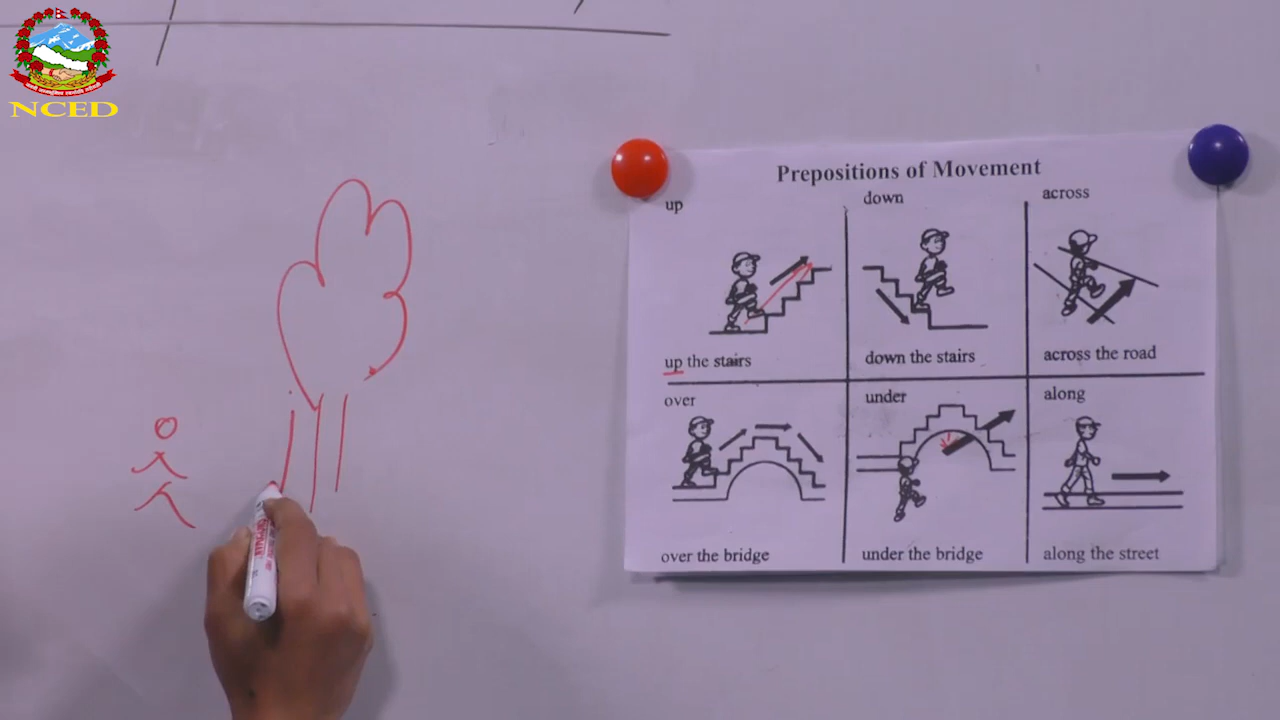 NCED
Prepositions of Movement
up
down
across
up the stairs
down the stairs
across the road
over
under
along
over the bridge
under the bridge
along the street